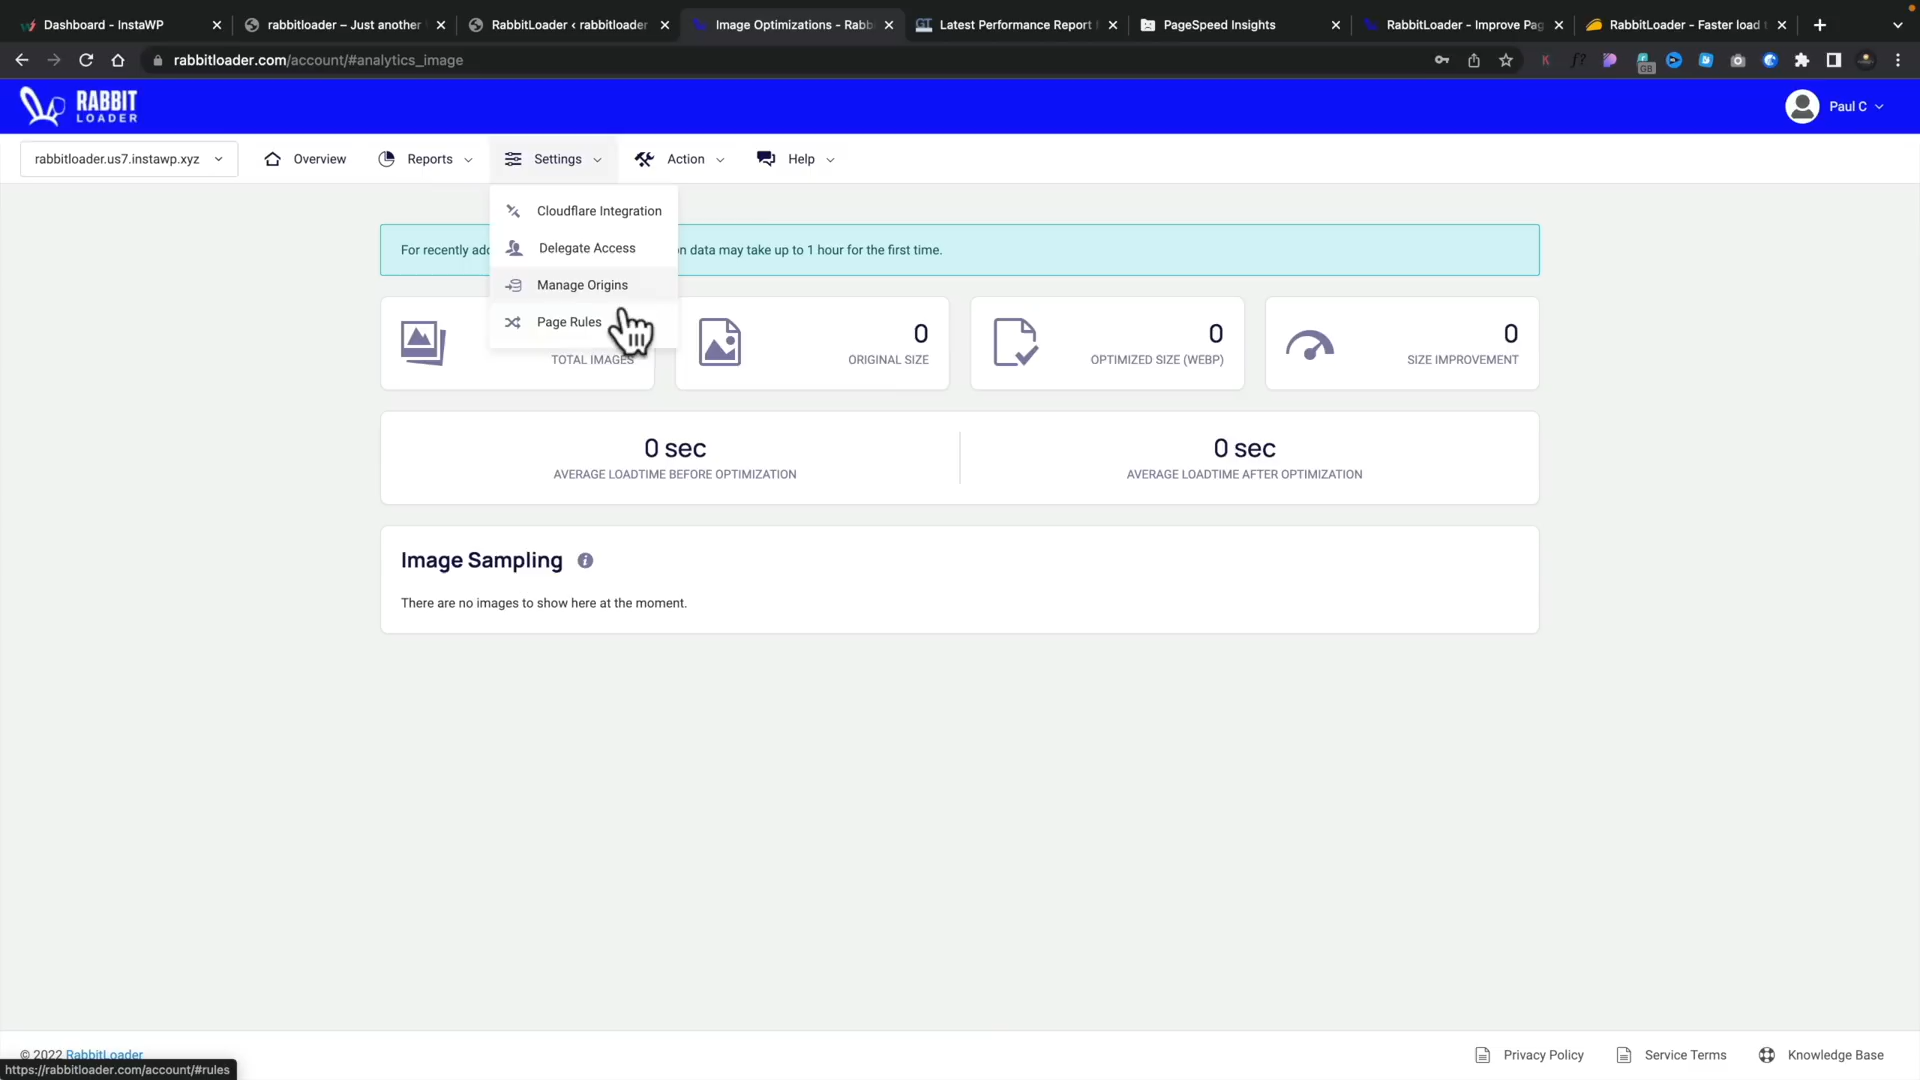 Dashboard - InstaWP
rabbitloader – Just another
RabbitLoader ‹ rabbitloader
Image Optimizations - Rabb
GT
Latest Performance Report
PageSpeed Insights
RabbitLoader - Improve Pag
RabbitLoader - Faster load t
rabbitloader.com/account/#analytics_image
GB
RABBIT
LOADER
Paul C
rabbitloader.us7.instawp.xyz
Overview
Reports
Settings
Action
Help
Cloudflare Integration
Delegate Access
Manage Origins
Page Rules
For recently add
n data may take up to 1 hour for the first time.
TOTAL IMAGES
0
ORIGINAL SIZE
0
OPTIMIZED SIZE (WEBP)
0
SIZE IMPROVEMENT
0 sec
AVERAGE LOADTIME BEFORE OPTIMIZATION
0 sec
AVERAGE LOADTIME AFTER OPTIMIZATION
Image Sampling
There are no images to show here at the moment.
© 2022 RabbitLoader
Privacy Policy
Service Terms
Knowledge Base
https://rabbitloader.com/account/#rules